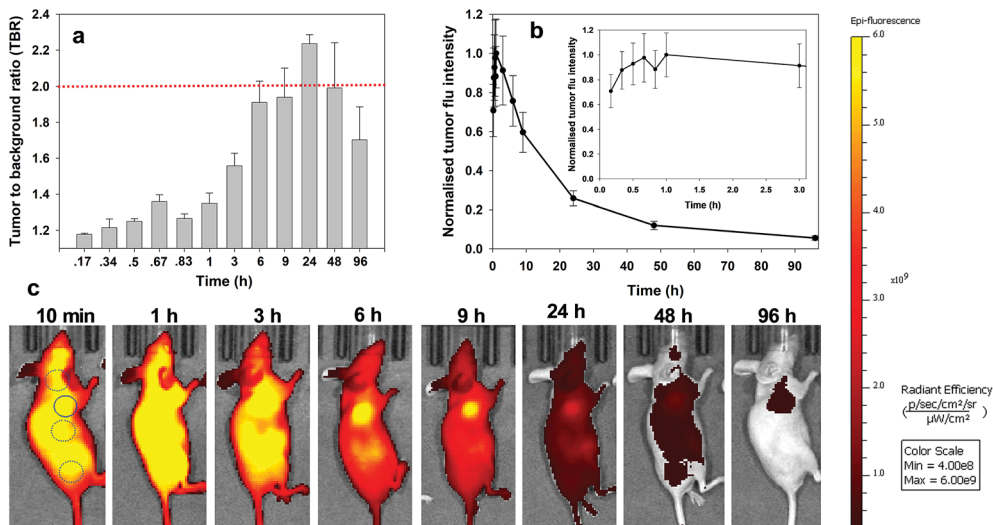 a
Tumor to background ratio (TBR)
2.4
2.2
2.0
1.8
1.6
1.4
1.2
.17 .34 .5 .67 .83 1 3 6 9 24 48 96
Time (h)
b
Normalised tumor flu intensity
1.2
1.0
0.8
0.6
0.4
0.2
0.0
0 10 20 30 40 50 60 70 80 90
Time (h)
Normalised tumor flu intensity
1.2
1.0
0.8
0.6
0.4
0.2
0.0
0.0 0.5 1.0 1.5 2.0 2.5 3.0
Time (h)
c
10 min 1 h 3 h 6 h 9 h 24 h 48 h 96 h
Epi-fluorescence
6.0
5.0
4.0
x10⁹
3.0
2.0
1.0
Radiant Efficiency
(p/sec/cm²/sr
µW/cm²)
Color Scale
Min = 4.00e8
Max = 6.00e9